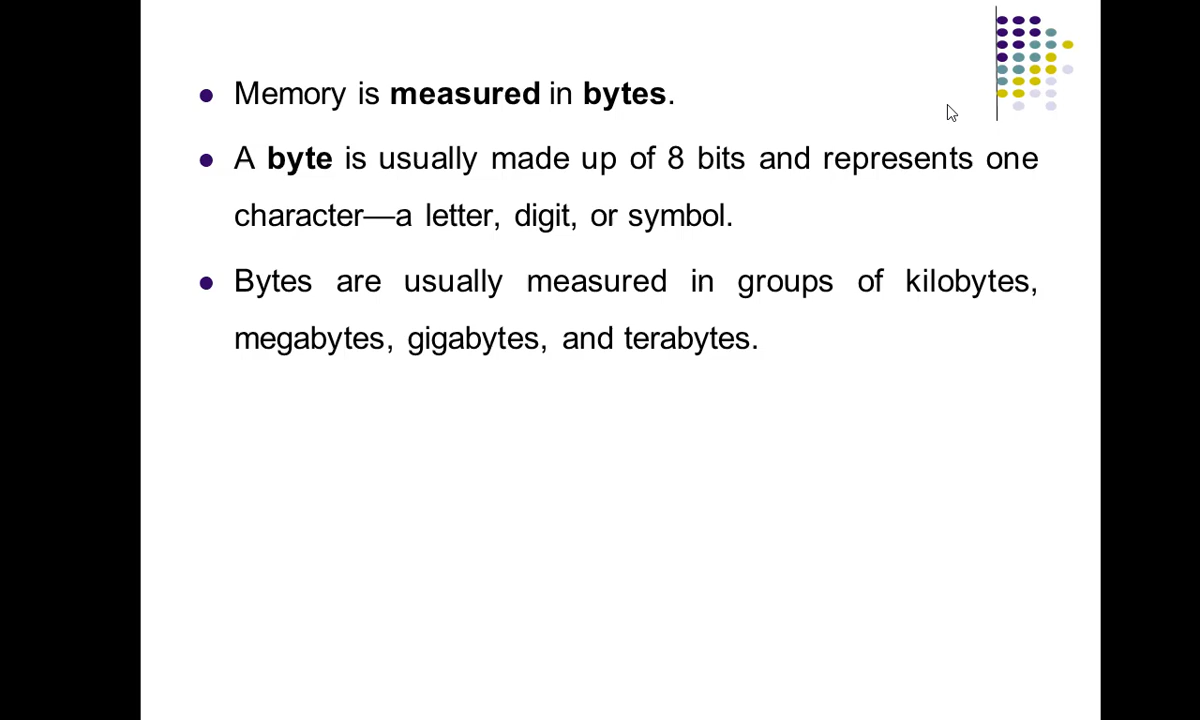 Memory is measured in bytes.
A byte is usually made up of 8 bits and represents one
character—a letter, digit, or symbol.
Bytes are usually measured in groups of kilobytes,
megabytes, gigabytes, and terabytes.